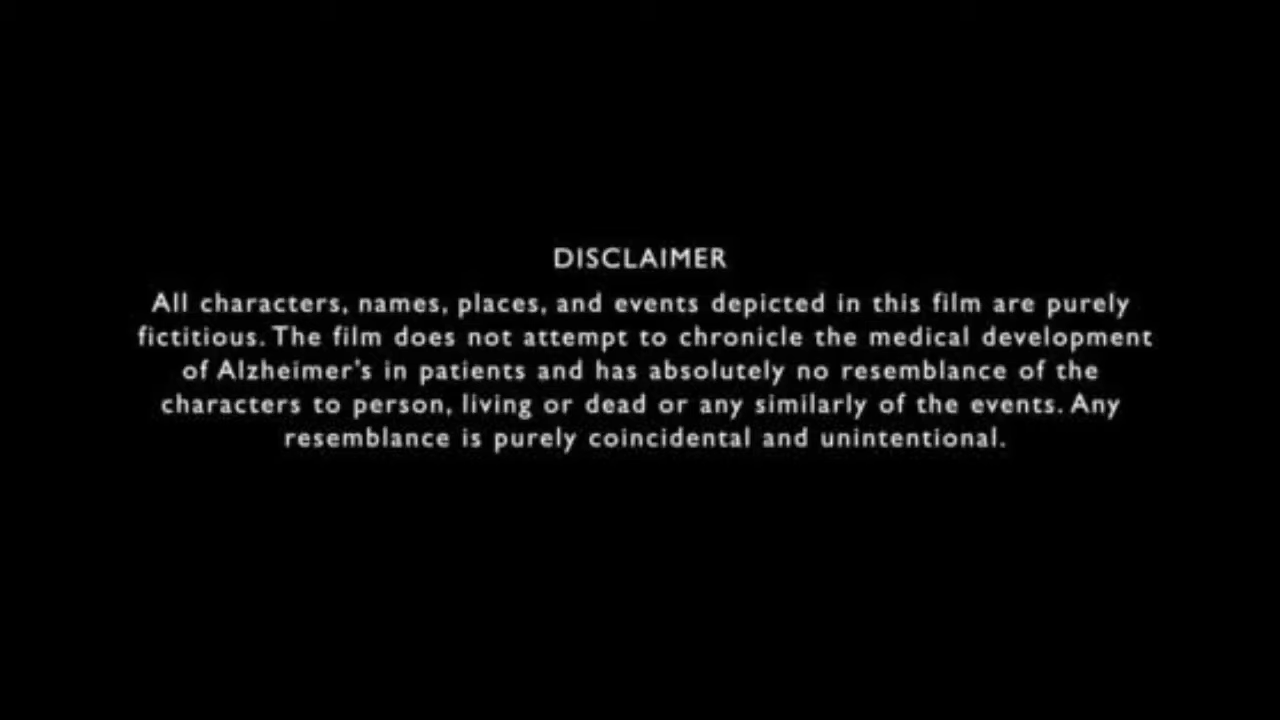 DISCLAIMER
All characters, names, places, and events depicted in this film are purely
fictitious. The film does not attempt to chronicle the medical development
of Alzheimer's in patients and has absolutely no resemblance of the
characters to person, living or dead or any similarly of the events. Any
resemblance is purely coincidental and unintentional.